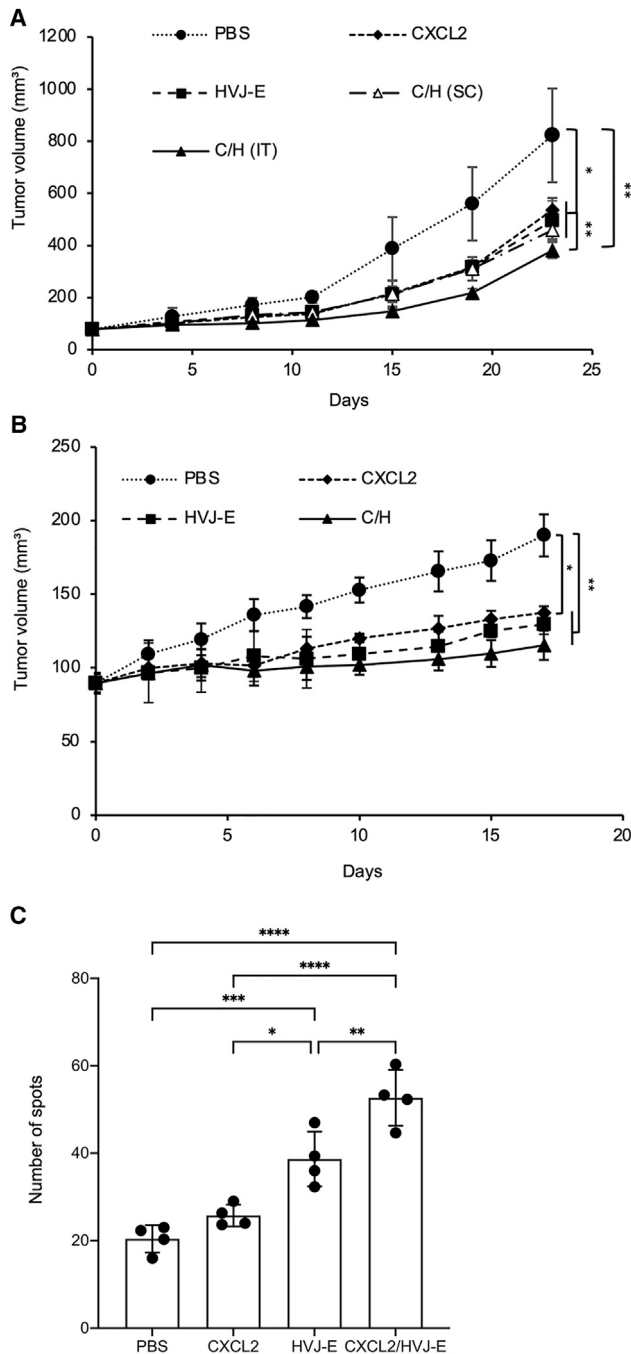 A
1200
1000
800
600
400
200
0
Tumor volume (mm³)
PBS
CXCL2
HVJ-E
C/H (SC)
C/H (IT)
*
**
**
0 5 10 15 20 25
Days
B
250
200
150
100
50
0
Tumor volume (mm³)
PBS
CXCL2
HVJ-E
C/H
*
**
0 5 10 15 20
Days
C
****
****
***
* **
80
60
40
20
0
Number of spots
PBS CXCL2 HVJ-E CXCL2/HVJ-E